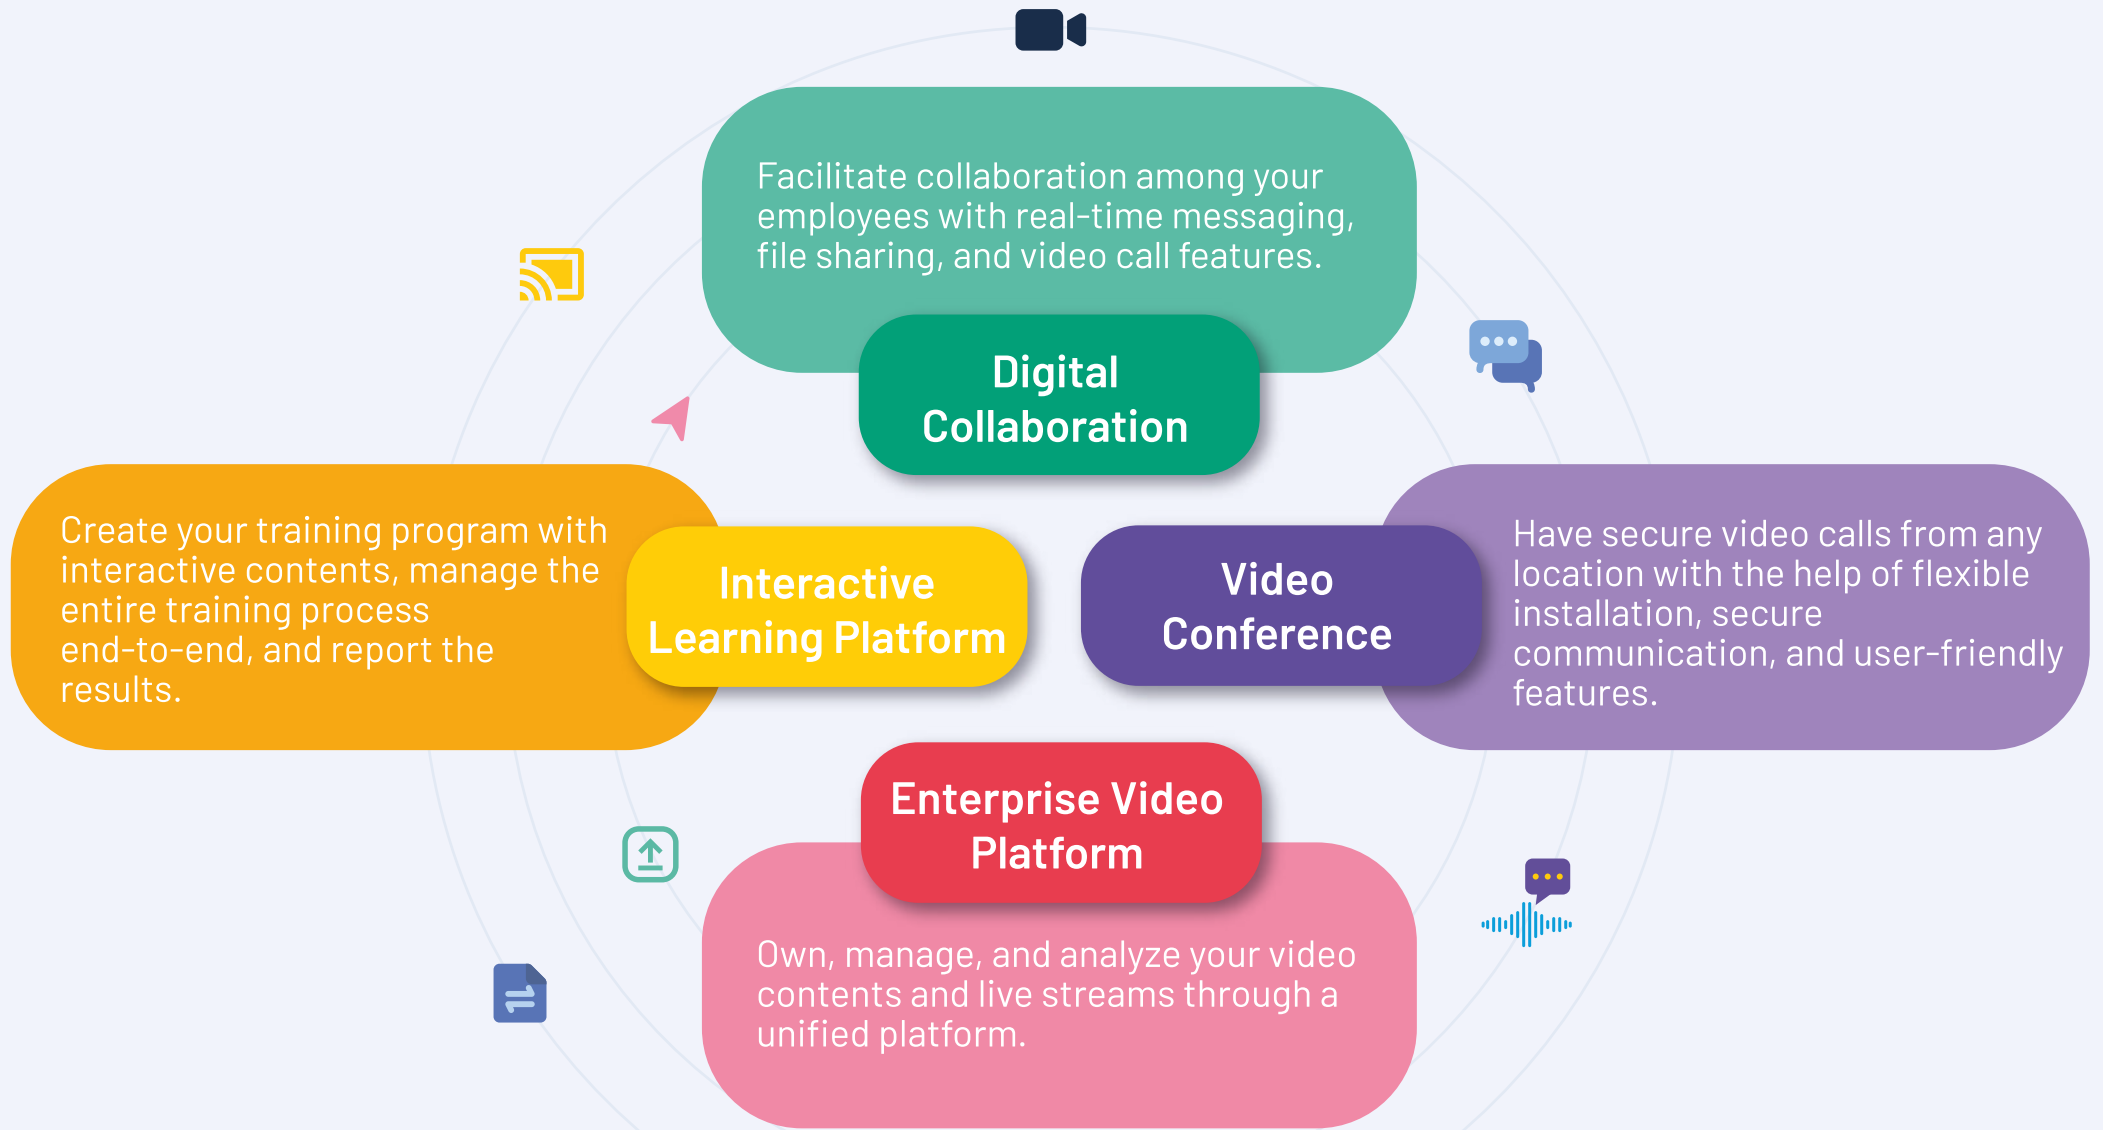 Facilitate collaboration among your
employees with real-time messaging,
file sharing, and video call features.
Digital
Collaboration
Create your training program with
interactive contents, manage the
entire training process
end-to-end, and report the
results.
Interactive
Learning Platform
Video
Conference
Have secure video calls from any
location with the help of flexible
installation, secure
communication, and user-friendly
features.
Enterprise Video
Platform
Own, manage, and analyze your video
contents and live streams through a
unified platform.